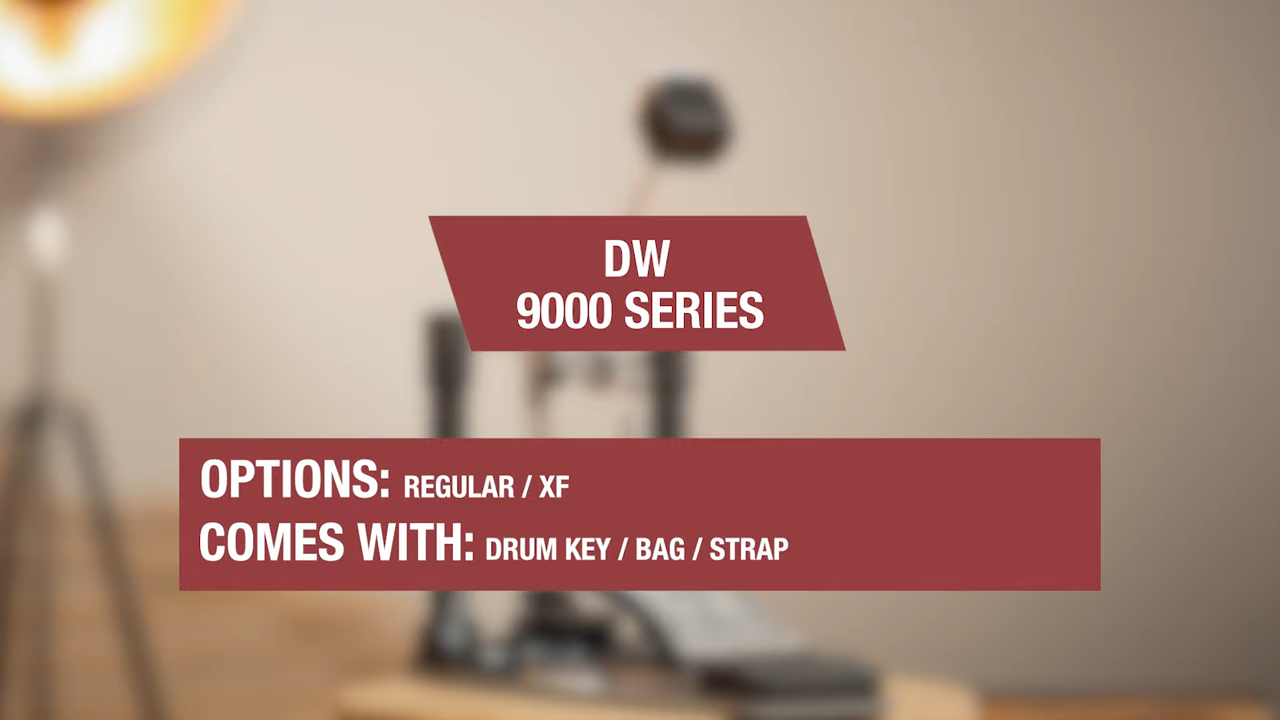 DW
9000 SERIES
OPTIONS: REGULAR / XF
COMES WITH: DRUM KEY / BAG / STRAP